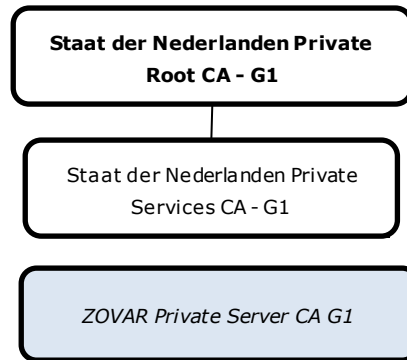 Staat der Nederlanden Private
Root CA - G1
Staat der Nederlanden Private
Services CA - G1
ZOVAR Private Server CA G1